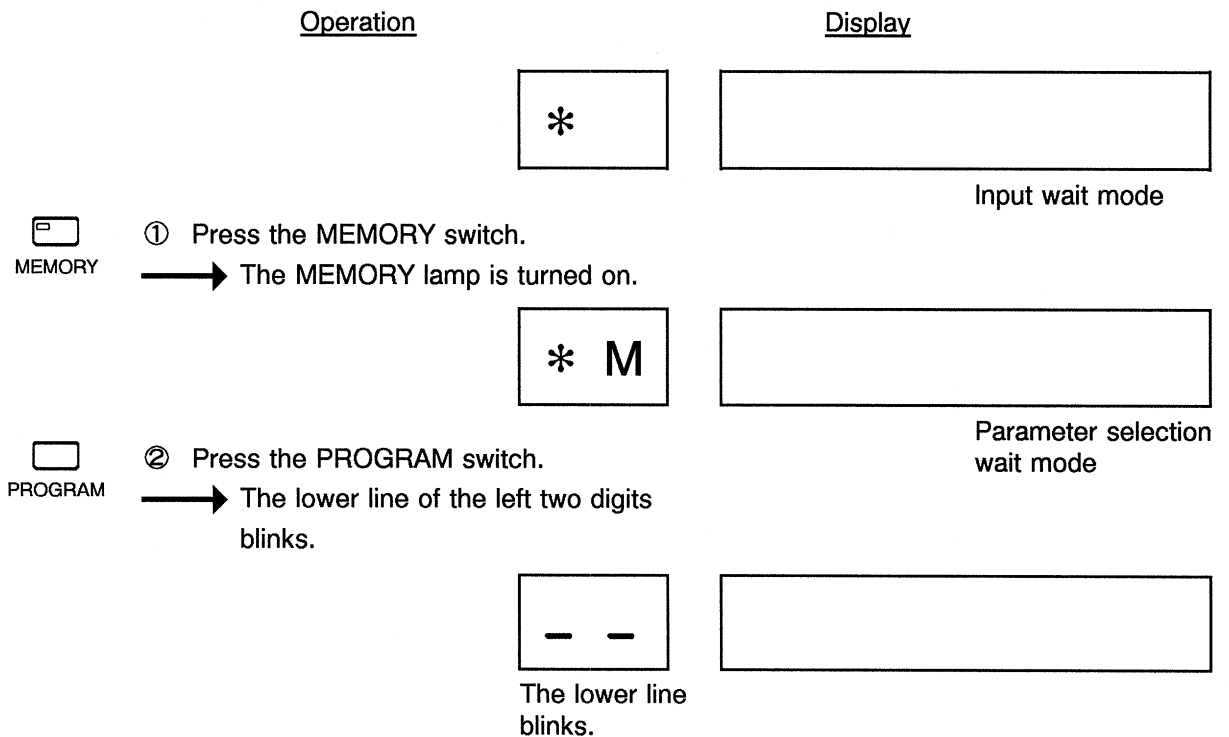 Operation
Display
*
Input wait mode
① Press the MEMORY switch.
MEMORY
The MEMORY lamp is turned on.
* M
Parameter selection
wait mode
② Press the PROGRAM switch.
PROGRAM
The lower line of the left two digits
blinks.
_ _
The lower line
blinks.